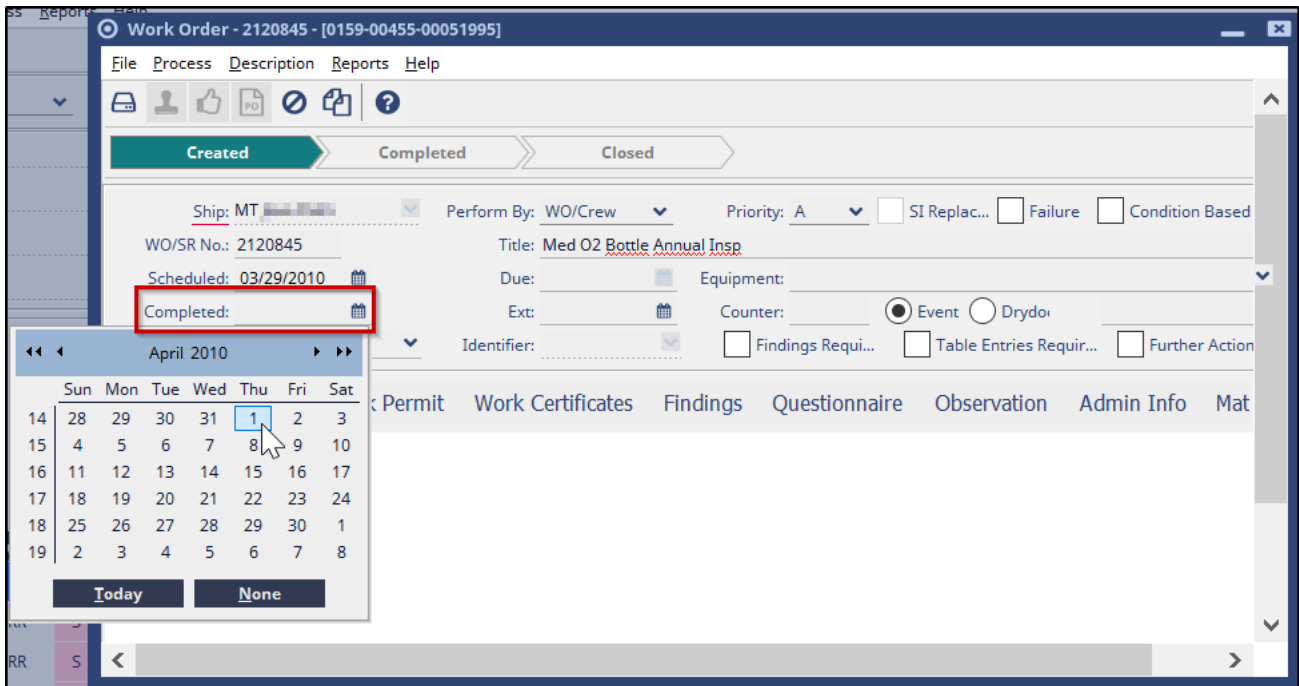 ss Reports Help
Work Order - 2120845 - [0159-00455-00051995]
File Process Description Reports Help
PO
Created Completed Closed
Ship: MT Perform By: WO/Crew Priority: A SI Replac... Failure Condition Based
WO/SR No.: 2120845 Title: Med O2 Bottle Annual Insp
Scheduled: 03/29/2010 Due: Equipment:
Completed: Ext: Counter: Event Drydo
Identifier: Findings Requi... Table Entries Requir... Further Action
April 2010
Sun Mon Tue Wed Thu Fri Sat
Permit Work Certificates Findings Questionnaire Observation Admin Info Mat
14 28 29 30 31 1 2 3
15 4 5 6 7 8 9 10
16 11 12 13 14 15 16 17
17 18 19 20 21 22 23 24
18 25 26 27 28 29 30 1
19 2 3 4 5 6 7 8
Today None
RR S